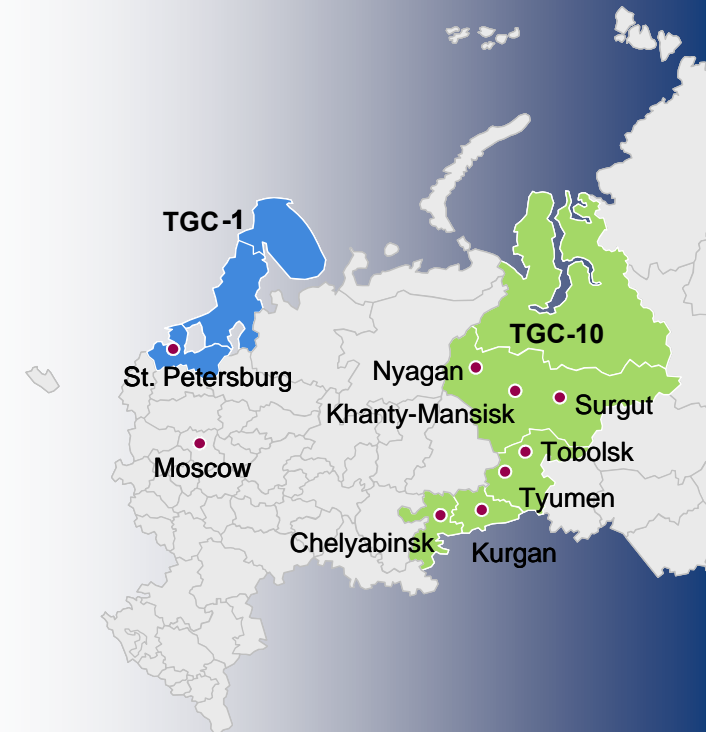 TGC-1
TGC-10
St. Petersburg
Nyagan
Khanty-Mansisk
Surgut
Moscow
Tobolsk
Tyumen
Chelyabinsk
Kurgan